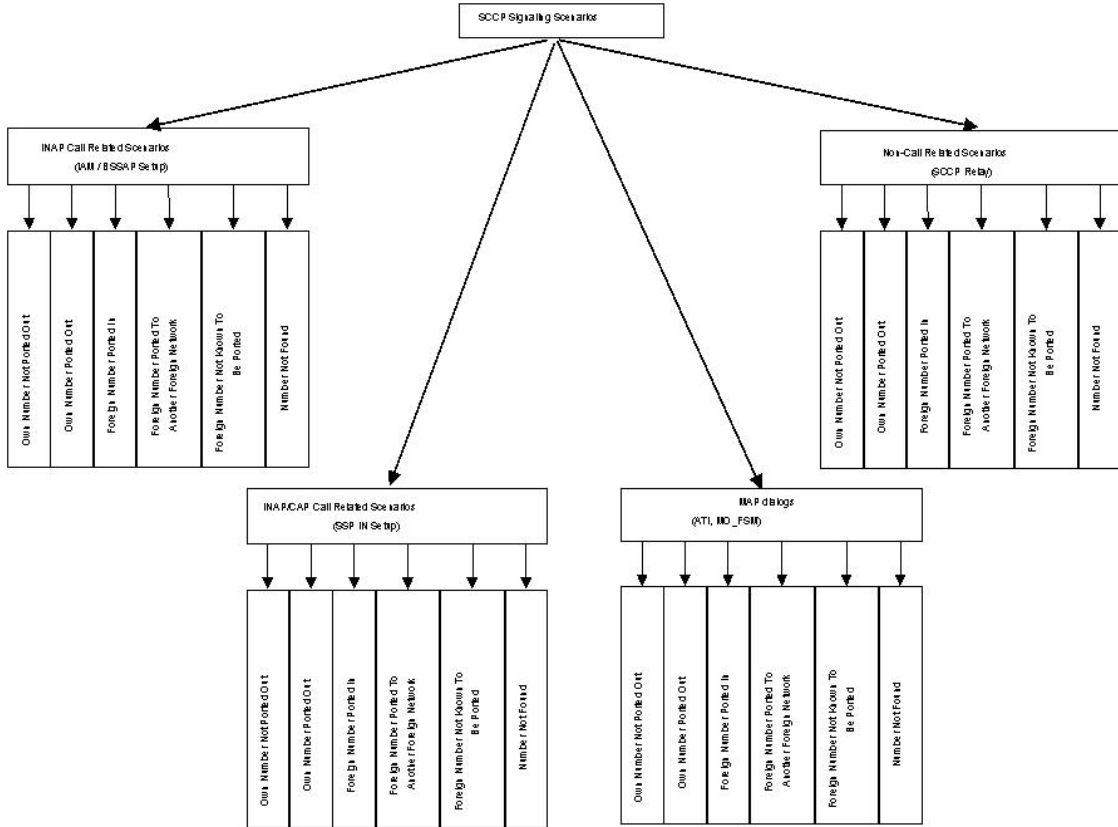 SCCP Signaling Scenarios
INAP Call Related Scenarios
(IAM / BSSAP Setup)
Own Number Not Ported Out
Own Number Ported Out
Foreign Number Ported In
Foreign Number Ported To
Another Foreign Network
Foreign Number Not Known To
Be Ported
Number Not Found
Non-Call Related Scenarios
(SCCP Relay)
Own Number Not Ported Out
Own Number Ported Out
Foreign Number Ported In
Foreign Number Ported To
Another Foreign Network
Foreign Number Not Known To
Be Ported
Number Not Found
INAP/CAP Call Related Scenarios
(SSP IN Setup)
Own Number Not Ported Out
Own Number Ported Out
Foreign Number Ported In
Foreign Number Ported To
Another Foreign Network
Foreign Number Not Known To
Be Ported
Number Not Found
MAP dialogs
(ATI, MO_FSM)
Own Number Not Ported Out
Own Number Ported Out
Foreign Number Ported In
Foreign Number Ported To
Another Foreign Network
Foreign Number Not Known To
Be Ported
Number Not Found